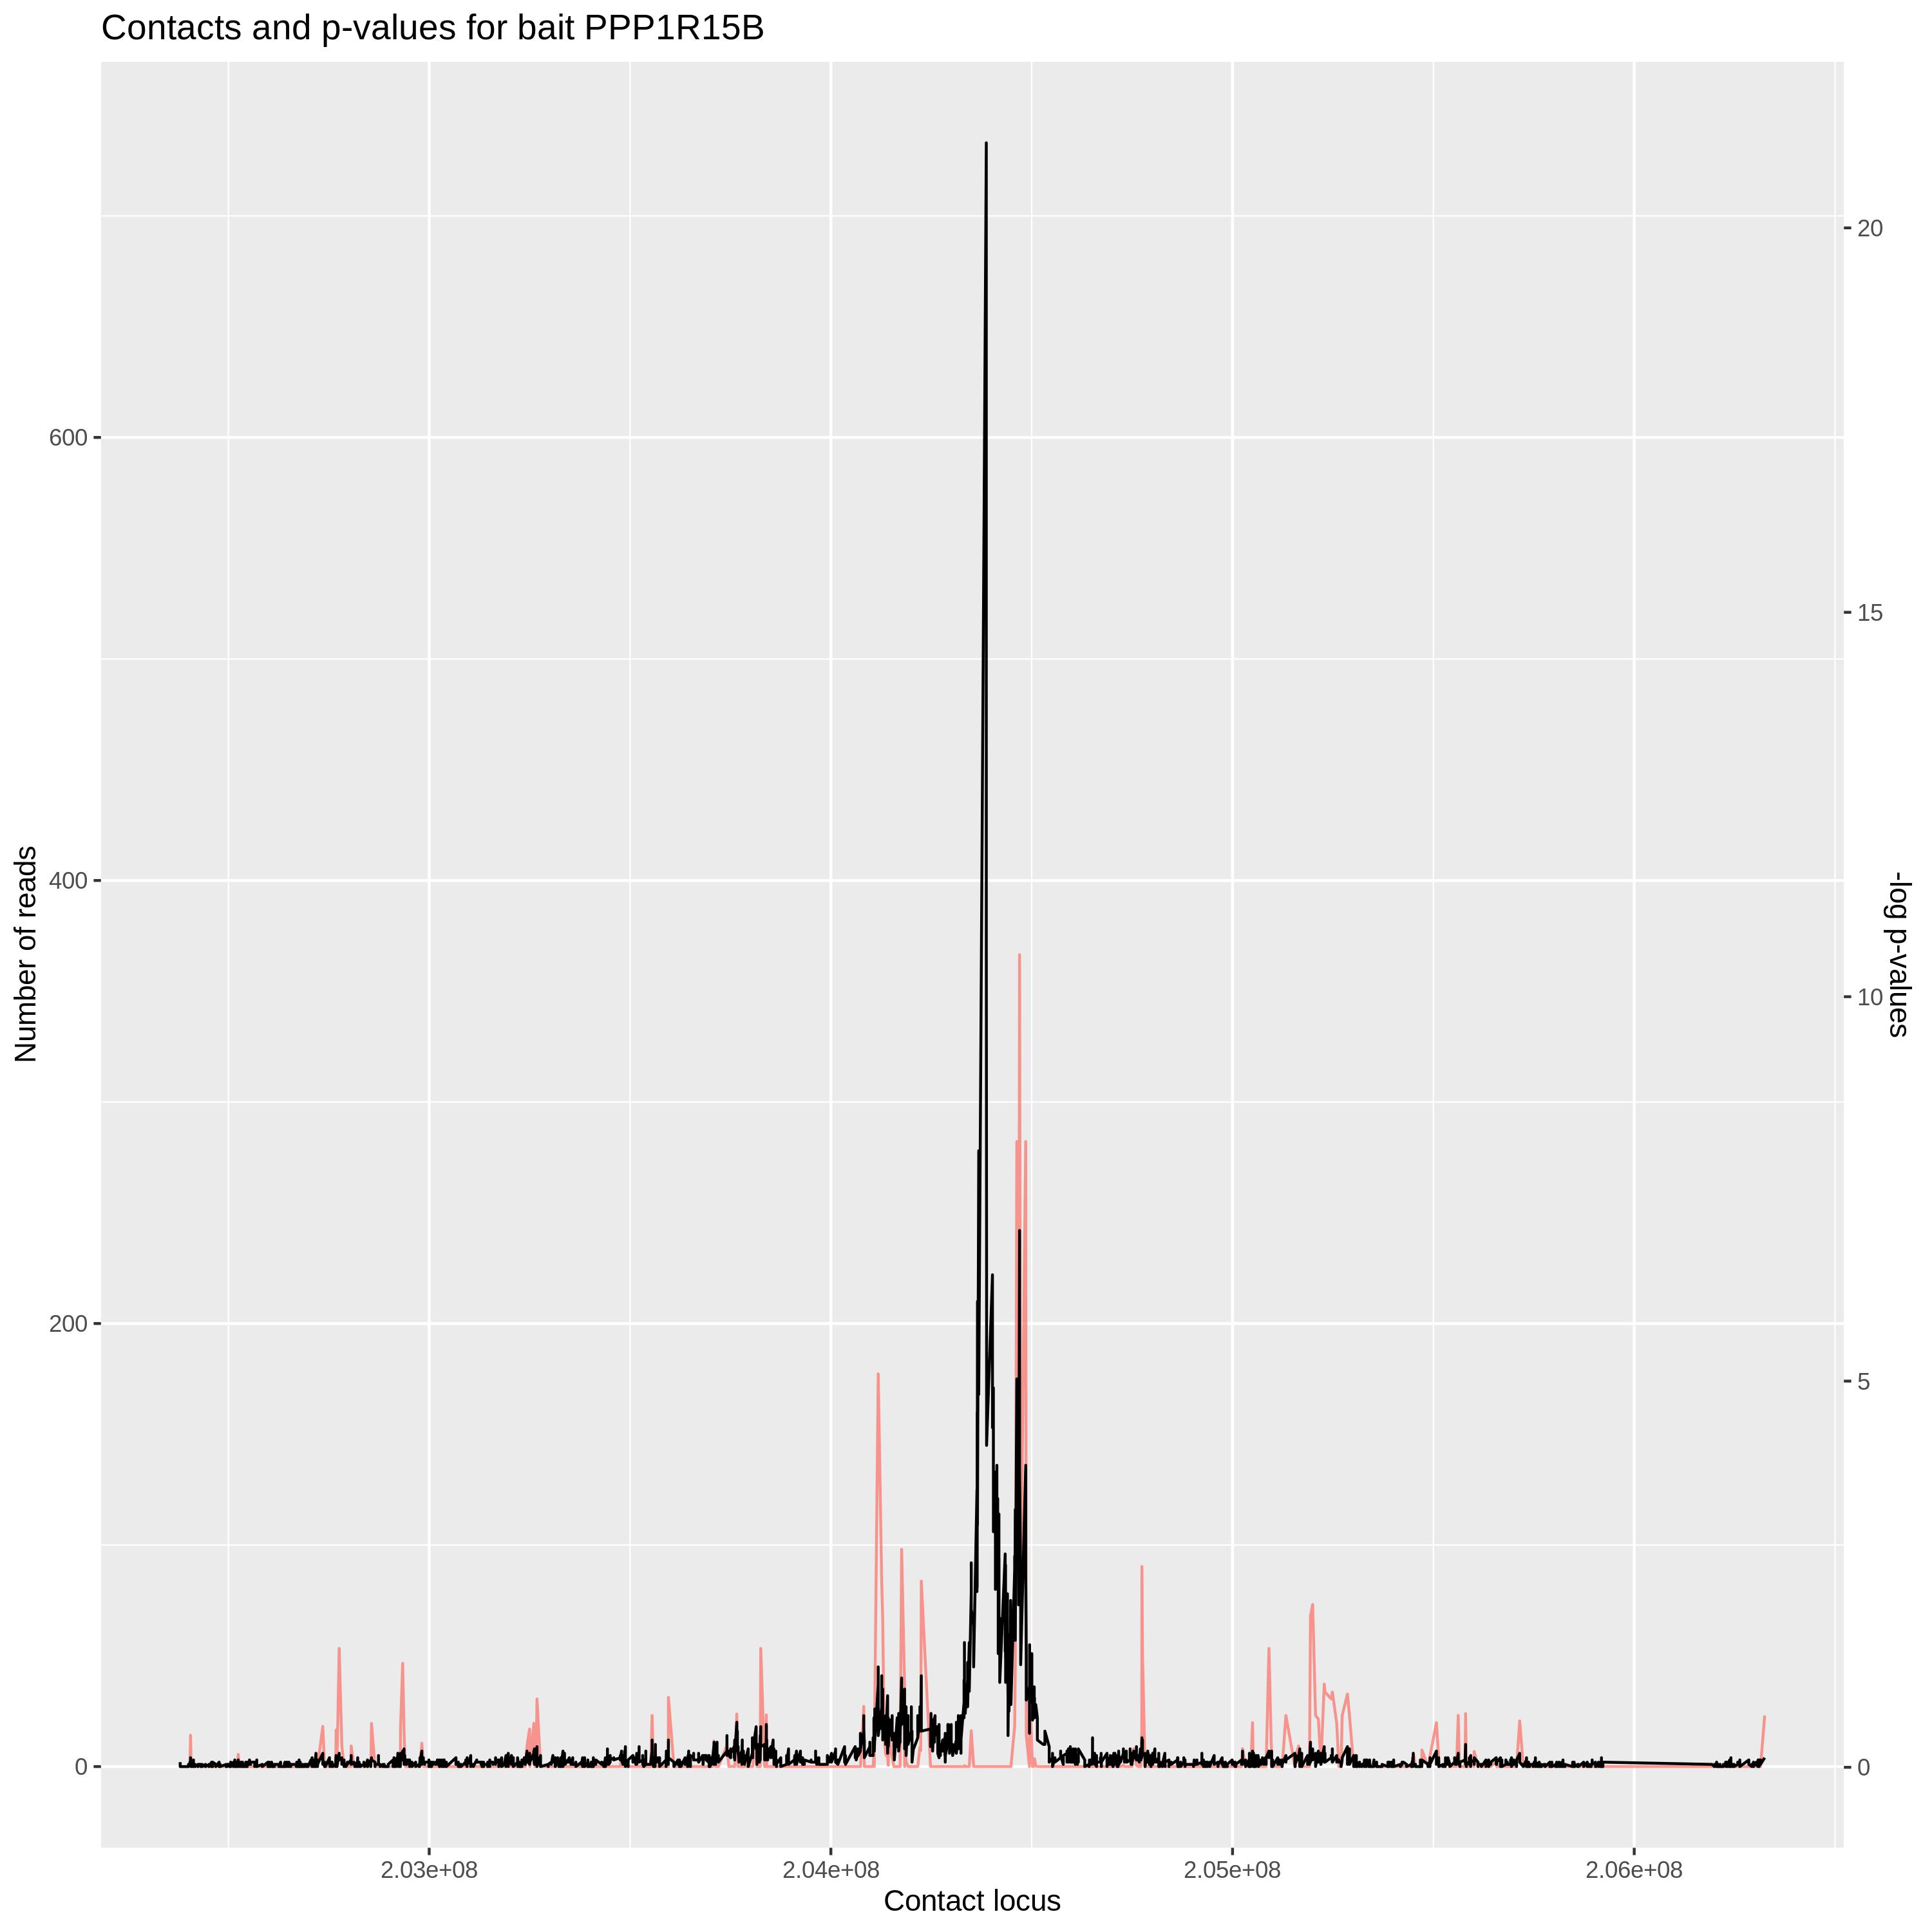 Contacts and p-values for bait PPP1R15B
Number of reads
600
400
200
0
20
15
10
5
0
-log p-values
2.03e+08
2.04e+08
2.05e+08
2.06e+08
Contact locus